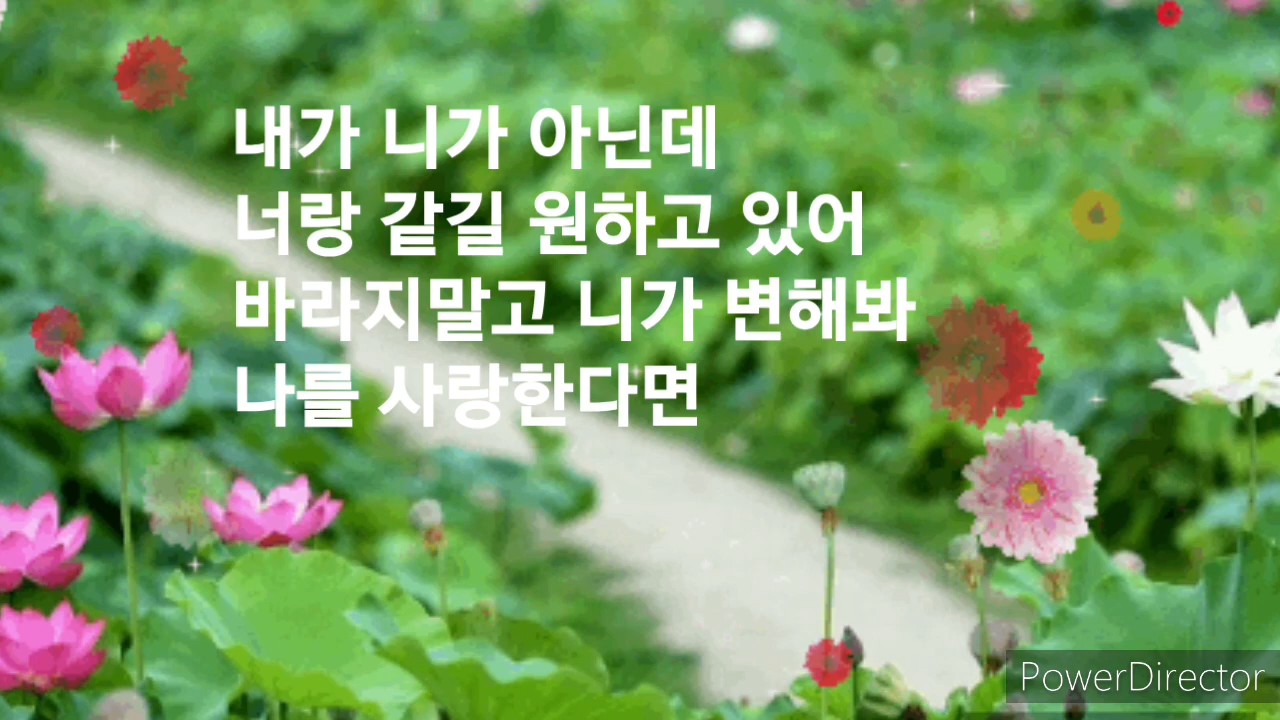 내가 니가 아닌데
너랑 같길 원하고 있어
바라지말고 니가 변해봐
나를 사랑한다면
PowerDirector